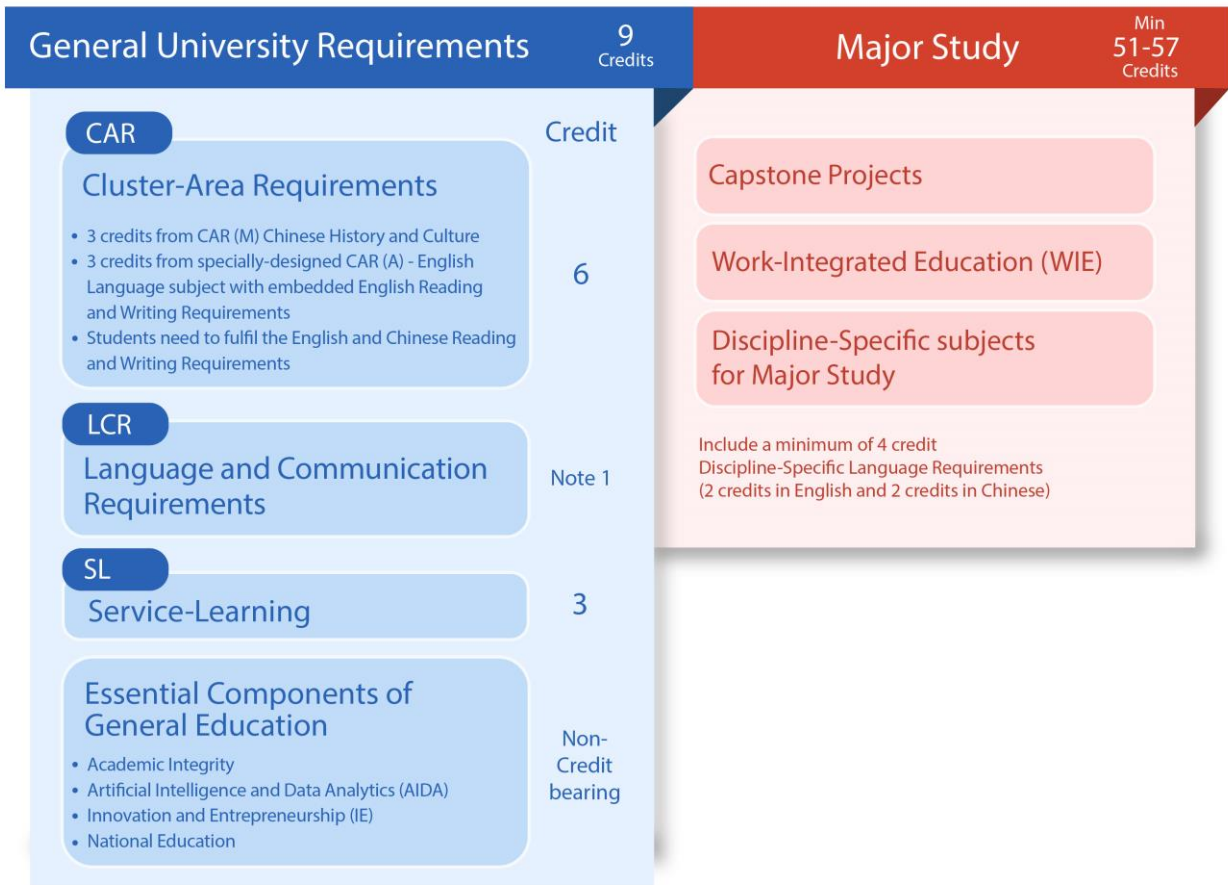 General University Requirements
9
Credits
CAR
Credit
Cluster-Area Requirements
• 3 credits from CAR (M) Chinese History and Culture
• 3 credits from specially-designed CAR (A) - English
Language subject with embedded English Reading
and Writing Requirements
• Students need to fulfil the English and Chinese Reading
and Writing Requirements
6
LCR
Language and Communication
Requirements
Note 1
SL
Service-Learning
3
Essential Components of
General Education
• Academic Integrity
• Artificial Intelligence and Data Analytics (AIDA)
• Innovation and Entrepreneurship (IE)
• National Education
Non-
Credit
bearing
Major Study
Min
51-57
Credits
Capstone Projects
Work-Integrated Education (WIE)
Discipline-Specific subjects
for Major Study
Include a minimum of 4 credit
Discipline-Specific Language Requirements
(2 credits in English and 2 credits in Chinese)